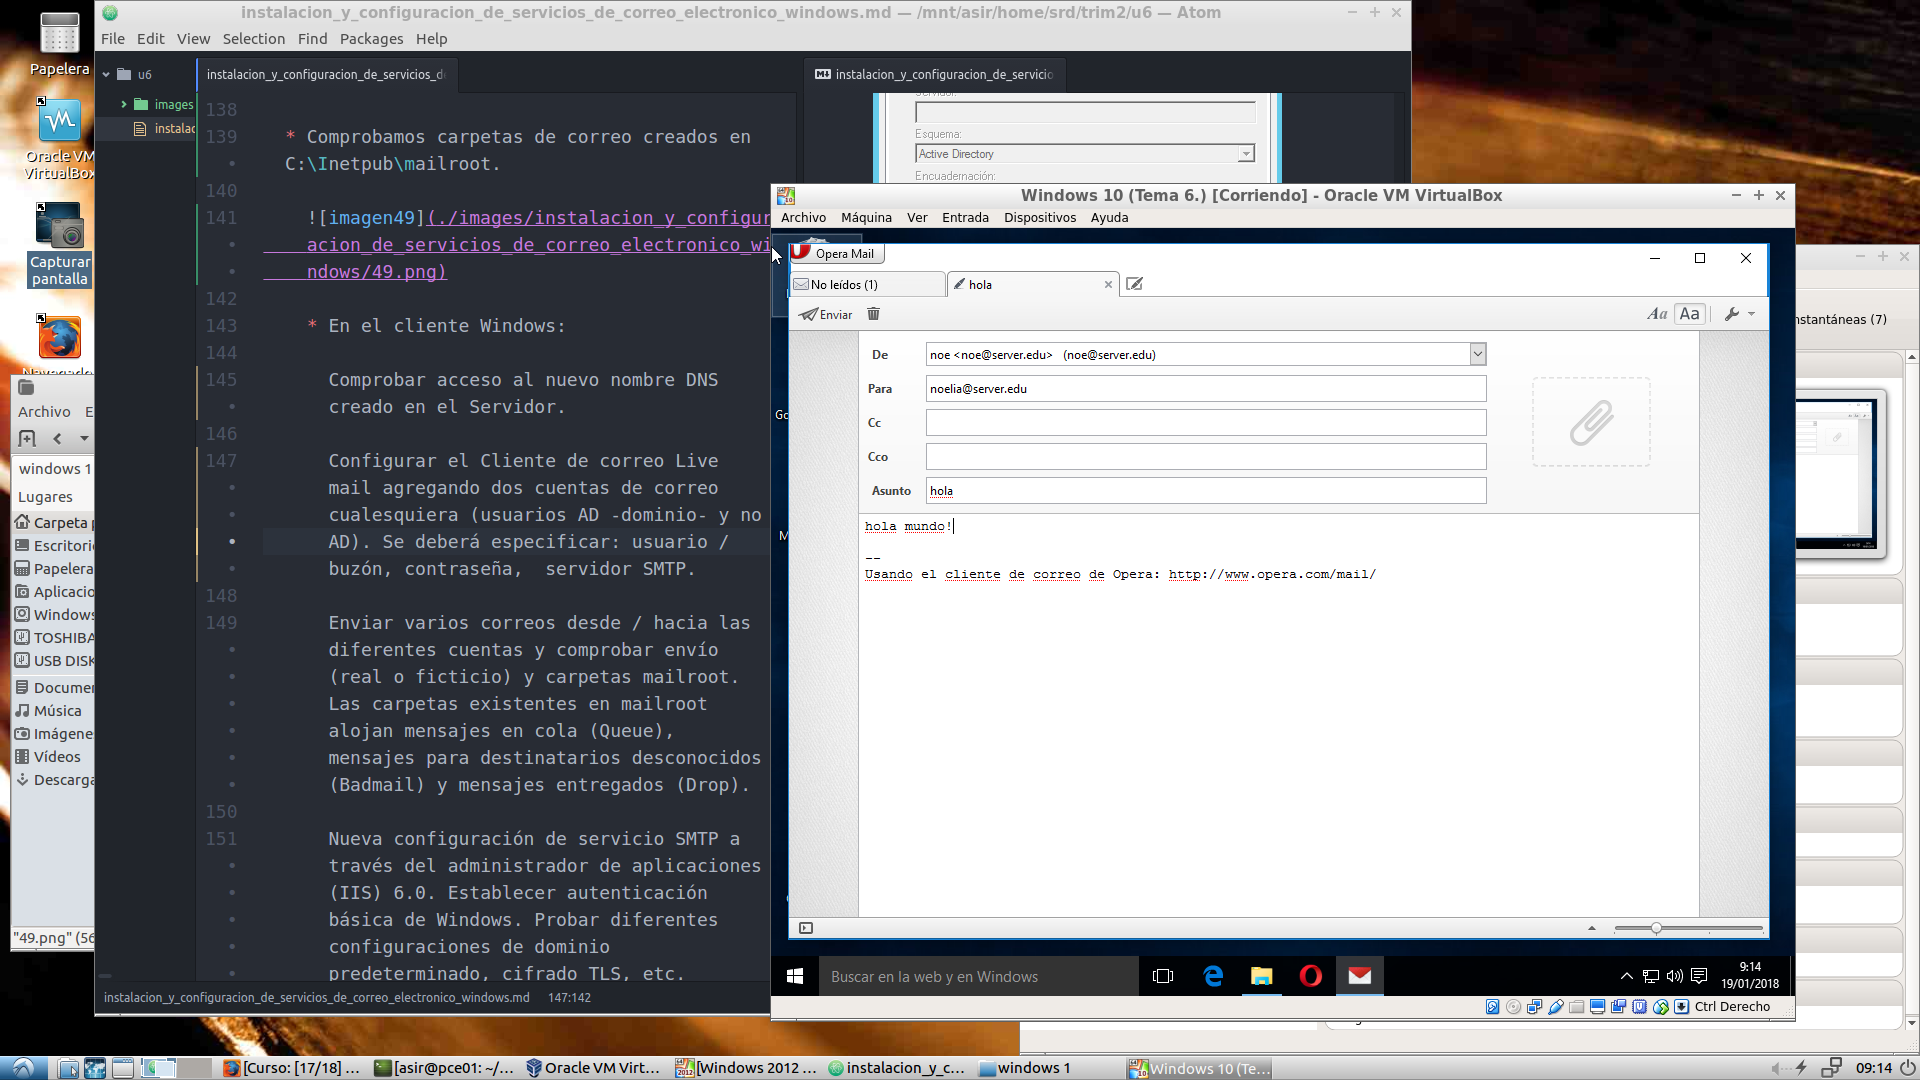 Papelera
Oracle VM
VirtualBox
Capturar
pantalla
instalacion_y_configuracion_de_servicios_de_correo_electronico_windows.md — /mnt/asir/home/srd/trim2/u6 — Atom
File Edit View Selection Find Packages Help
u6
images
instalac
instalacion_y_configuracion_de_servicios_d
instalacion_y_configuracion_de_servicio
138
139 * Comprobamos carpetas de correo creados en
C:\Inetpub\mailroot.
140
141 ![imagen49](./images/instalacion_y_configur
acion_de_servicios_de_correo_electronico_wi
ndows/49.png)
142
143 * En el cliente Windows:
144
145 Comprobar acceso al nuevo nombre DNS
creado en el Servidor.
146
147 Configurar el Cliente de correo Live
mail agregando dos cuentas de correo
cualesquiera (usuarios AD -dominio- y no
AD). Se deberá especificar: usuario /
buzón, contraseña,  servidor SMTP.
148
149 Enviar varios correos desde / hacia las
diferentes cuentas y comprobar envío
(real o ficticio) y carpetas mailroot.
Las carpetas existentes en mailroot
alojan mensajes en cola (Queue),
mensajes para destinatarios desconocidos
(Badmail) y mensajes entregados (Drop).
150
151 Nueva configuración de servicio SMTP a
través del administrador de aplicaciones
(IIS) 6.0. Establecer autenticación
básica de Windows. Probar diferentes
configuraciones de dominio
predeterminado, cifrado TLS, etc.
instalacion_y_configuracion_de_servicios_de_correo_electronico_windows.md 147:142
Esquema:
Active Directory
Encuadernación:
Archivo E
windows 1
Lugares
Carpeta p
Escritori
Papelera
Aplicacio
Windows
TOSHIBA
USB DISK
Documen
Música
Imágene
Vídeos
Descarga
"49.png" (56
Windows 10 (Tema 6.) [Corriendo] - Oracle VM VirtualBox
Archivo Máquina Ver Entrada Dispositivos Ayuda
Opera Mail
No leídos (1)
hola
Enviar
Aa Aa
De noe <noe@server.edu> (noe@server.edu)
Para noelia@server.edu
Cc
Cco
Asunto hola
hola mundo!
--
Usando el cliente de correo de Opera: http://www.opera.com/mail/
Go
M
Buscar en la web y en Windows
9:14
19/01/2018
Ctrl Derecho
nstantáneas (7)
[Curso: [17/18] ...
[asir@pce01: ~/...
Oracle VM Virt...
[Windows 2012 ...
instalacion_y_c...
windows 1
Windows 10 (Te...
09:14